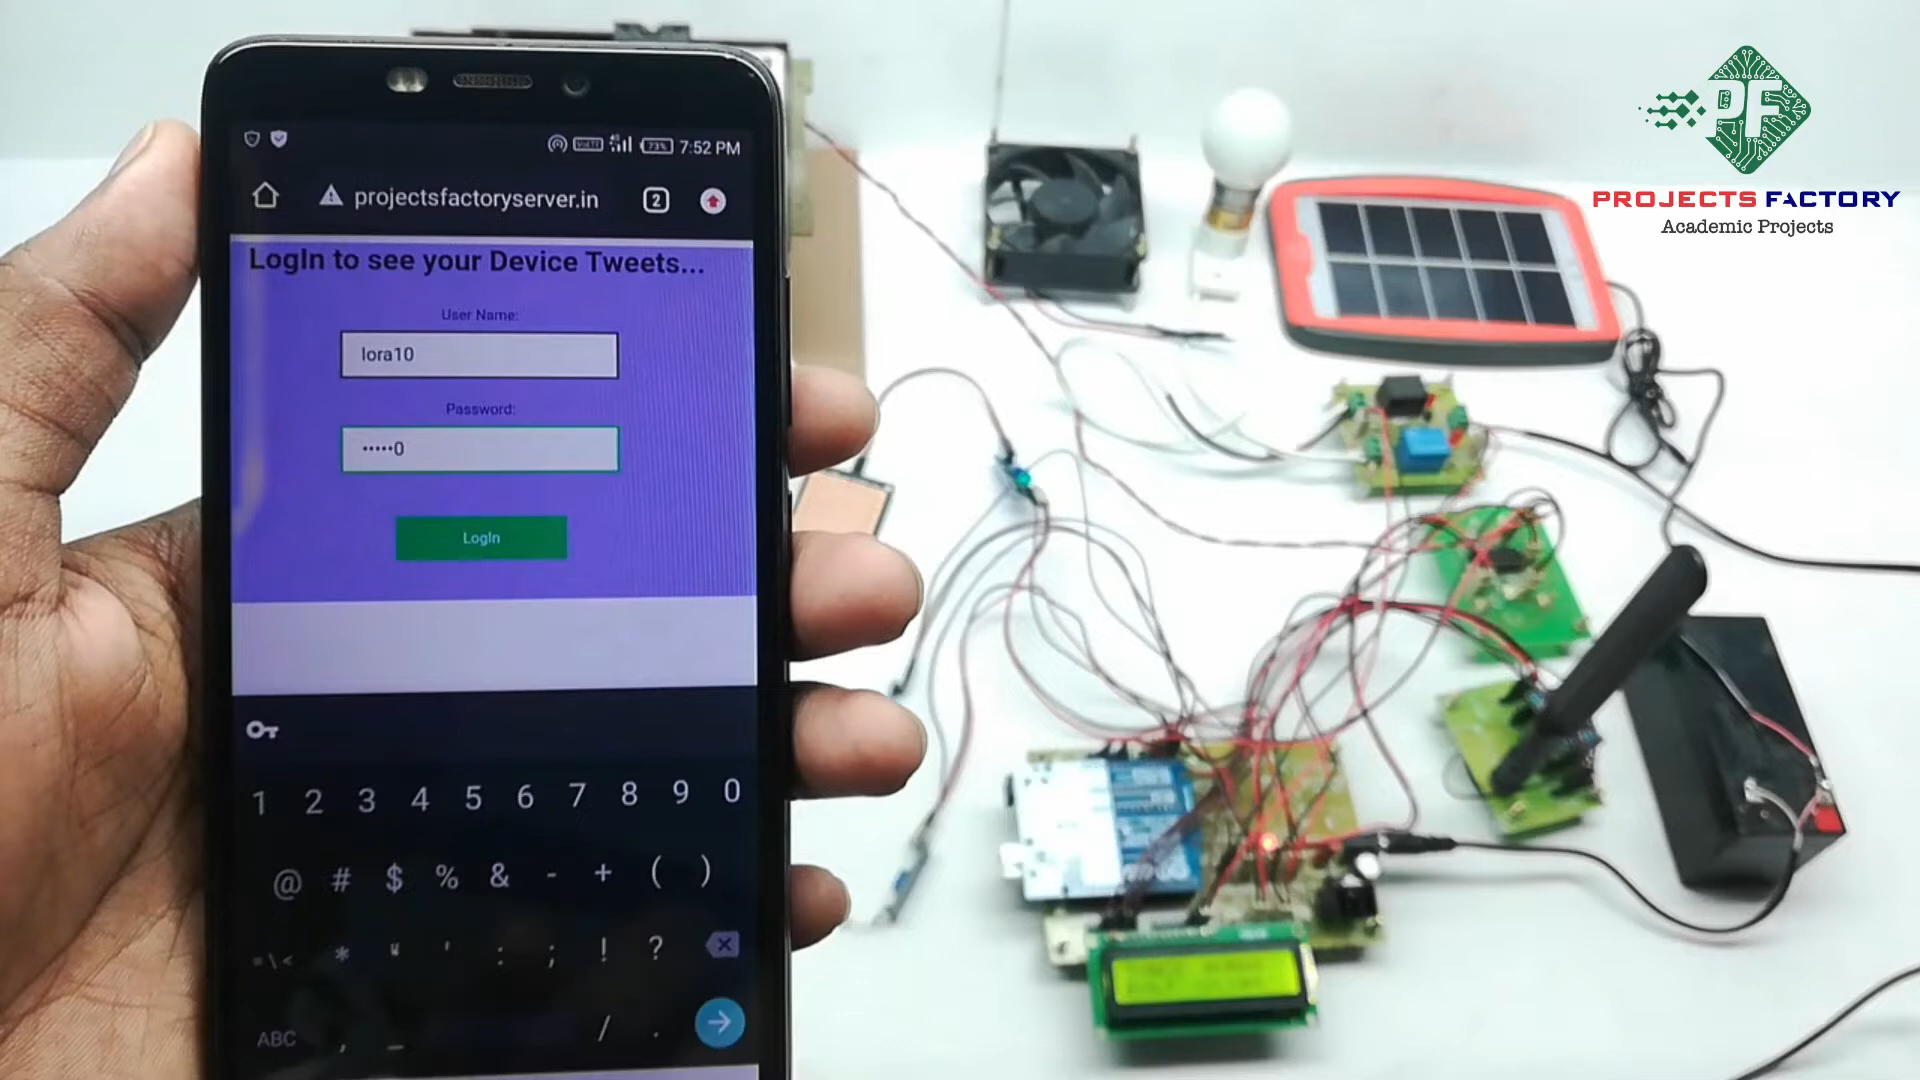 7:52 PM
projectsfactoryserver.in
2
LogIn to see your Device Tweets...
User Name:
lora10
Password:
•••••0
LogIn
1 2 3 4 5 6 7 8 9 0
@ # $ % & - + ( )
= \ < * " ' : ; ! ?
ABC , _ / .
PF
PROJECTS FACTORY
Academic Projects